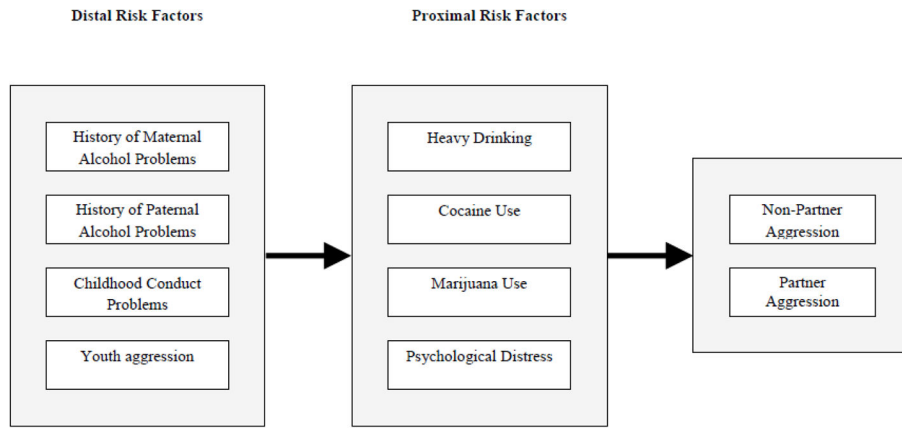 Distal Risk Factors
Proximal Risk Factors
History of Maternal
Alcohol Problems
History of Paternal
Alcohol Problems
Childhood Conduct
Problems
Youth aggression
Heavy Drinking
Cocaine Use
Marijuana Use
Psychological Distress
Non-Partner
Aggression
Partner
Aggression